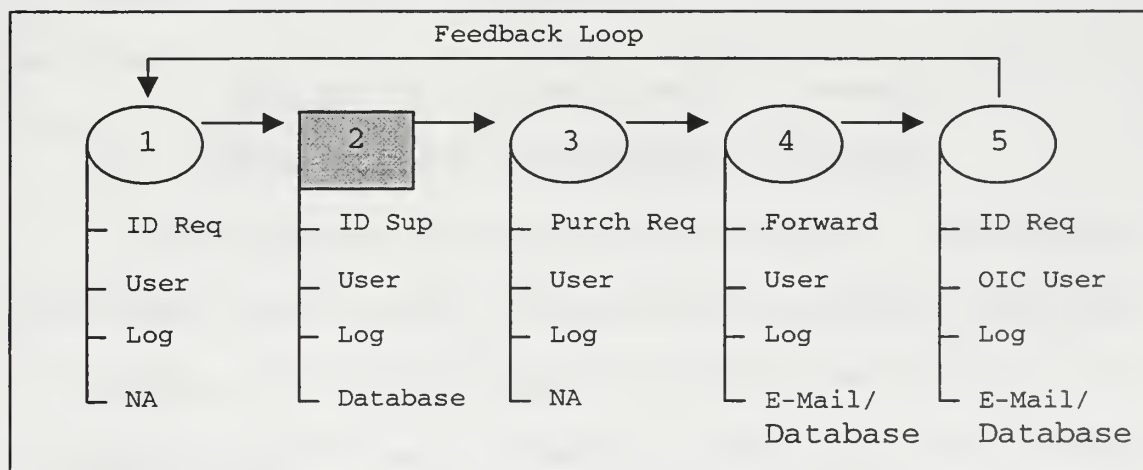 Feedback Loop
1 2 3 4 5
ID Req ID Sup Purch Req .Forward ID Req
User User User User OIC User
Log Log Log Log Log
NA Database NA E-Mail/ E-Mail/
Database Database